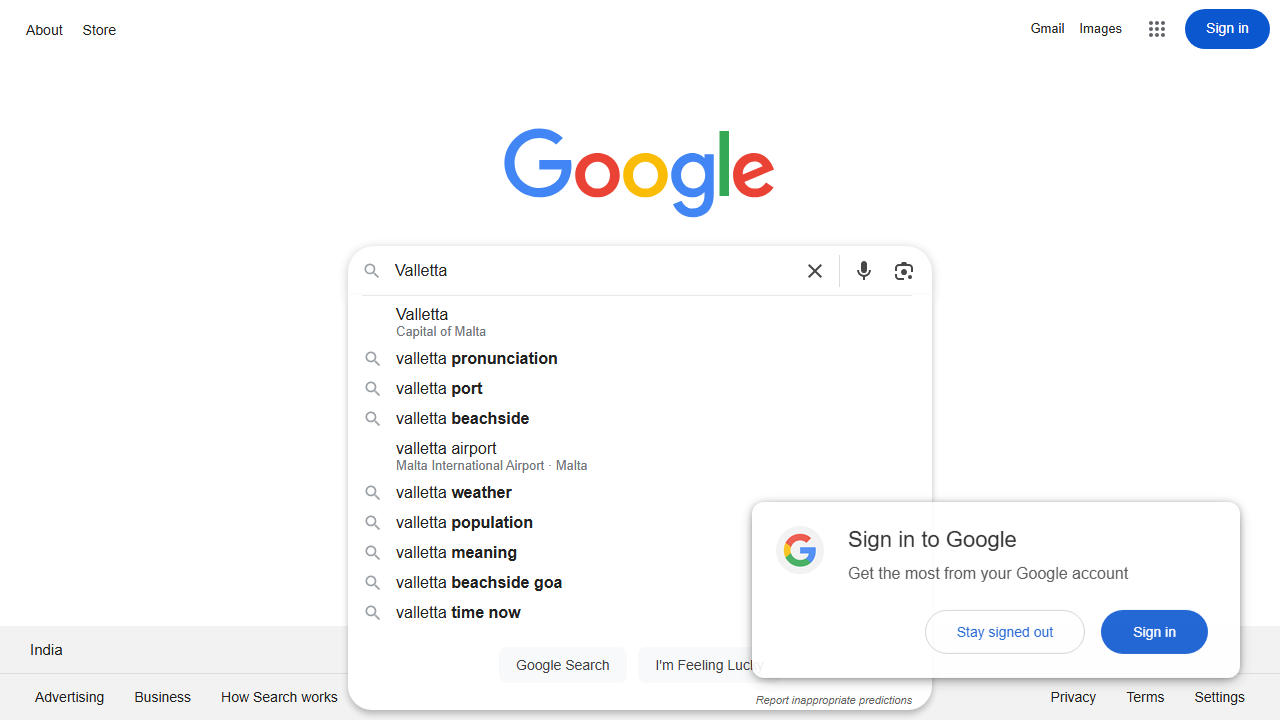 About Store
Gmail Images Sign in
Google
Valletta
Valletta
Capital of Malta
valletta pronunciation
valletta port
valletta beachside
valletta airport
Malta International Airport · Malta
valletta weather
valletta population
valletta meaning
valletta beachside goa
valletta time now
Google Search I'm Feeling Lucky
Report inappropriate predictions
Sign in to Google
Get the most from your Google account
Stay signed out Sign in
India
Advertising Business How Search works
Privacy Terms Settings